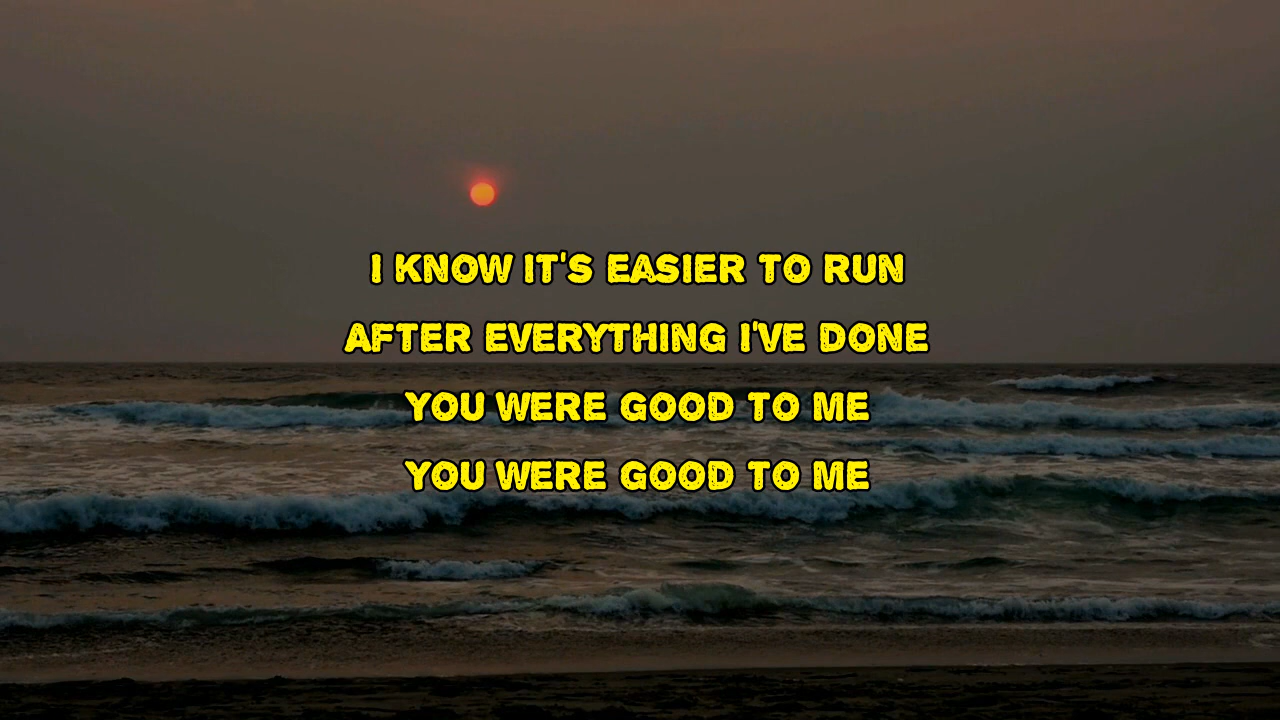 I KNOW IT'S EASIER TO RUN
AFTER EVERYTHING I'VE DONE
YOU WERE GOOD TO ME
YOU WERE GOOD TO ME